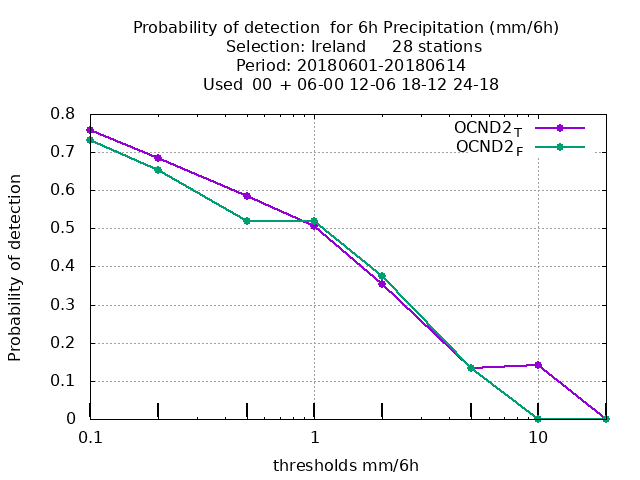 Probability of detection  for 6h Precipitation (mm/6h)
Selection: Ireland     28 stations
Period: 20180601-20180614
Used  00  + 06-00 12-06 18-12 24-18
OCND2T
OCND2F
0.8
0.7
0.6
0.5
0.4
0.3
0.2
0.1
0
Probability of detection
0.1 1 10
thresholds mm/6h